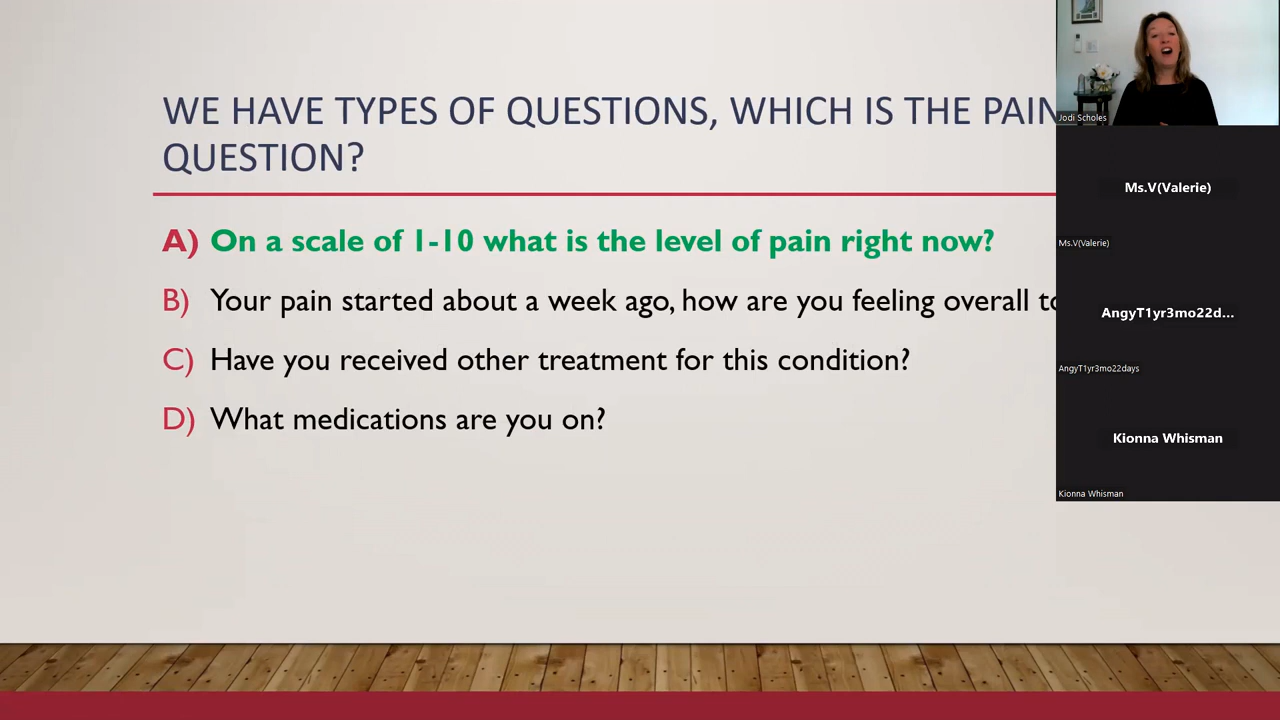 WE HAVE TYPES OF QUESTIONS, WHICH IS THE PAIN
QUESTION?
A) On a scale of 1-10 what is the level of pain right now?
B) Your pain started about a week ago, how are you feeling overall
C) Have you received other treatment for this condition?
D) What medications are you on?
Jodi Scholes
Ms.V(Valerie)
Ms.V(Valerie)
AngyT1yr3mo22d...
AngyT1yr3mo22days
Kionna Whisman
Kionna Whisman